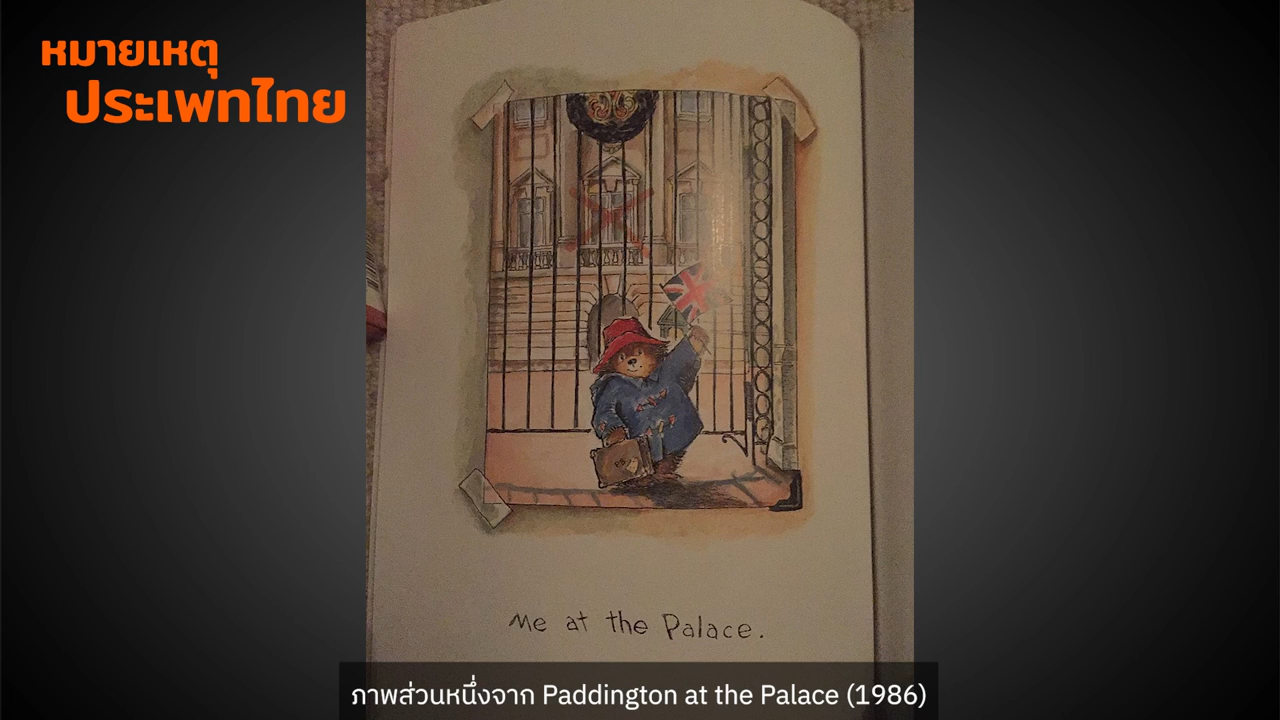 หมายเหตุ
ประเพทไทย
Me at the Palace.
ภาพส่วนหนึ่งจาก Paddington at the Palace (1986)